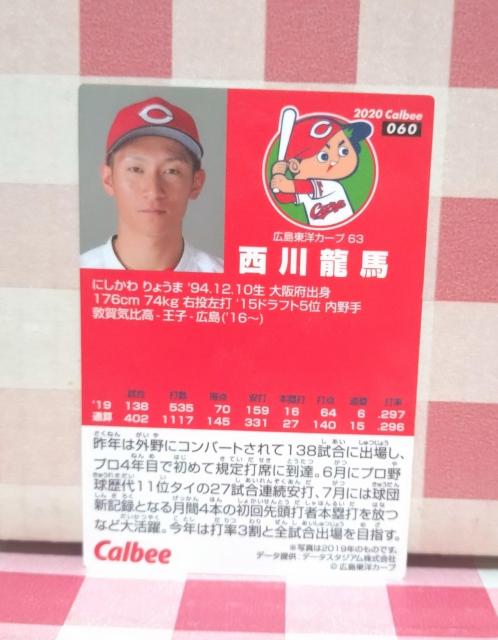 2020 Calbee
060
C
C
Carp
広島東洋カープ 63
西川龍馬
にしかわ りょうま '94.12.10生 大阪府出身
176cm 74kg 右投左打 '15ドラフト5位 内野手
敦賀気比高-王子-広島('16〜)
試合 打数 得点 安打 本塁打 打点 盗塁 打率
'19 138 535 70 159 16 64 6 .297
通算 402 1117 145 331 27 140 15 .296
昨年は外野にコンバートされて138試合に出場し、
プロ4年目で初めて規定打席に到達。6月にプロ野
球歴代11位タイの27試合連続安打、7月には球団
新記録となる月間4本の初回先頭打者本塁打を放つ
など大活躍。今年は打率3割と全試合出場を目指す。
Calbee
※写真は2019年のものです。
データ提供:データスタジアム株式会社
© 広島東洋カープ